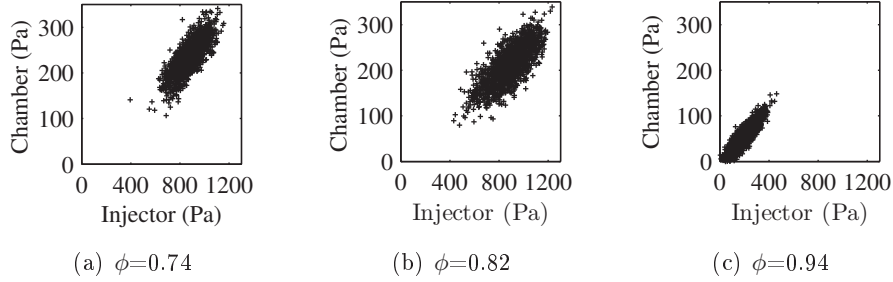 Chamber (Pa)
300
200
100
0
0 400 800 1200
Injector (Pa)
(a) ϕ=0.74
Chamber (Pa)
300
200
100
0
0 400 800 1200
Injector (Pa)
(b) ϕ=0.82
Chamber (Pa)
300
200
100
0
0 400 800 1200
Injector (Pa)
(c) ϕ=0.94